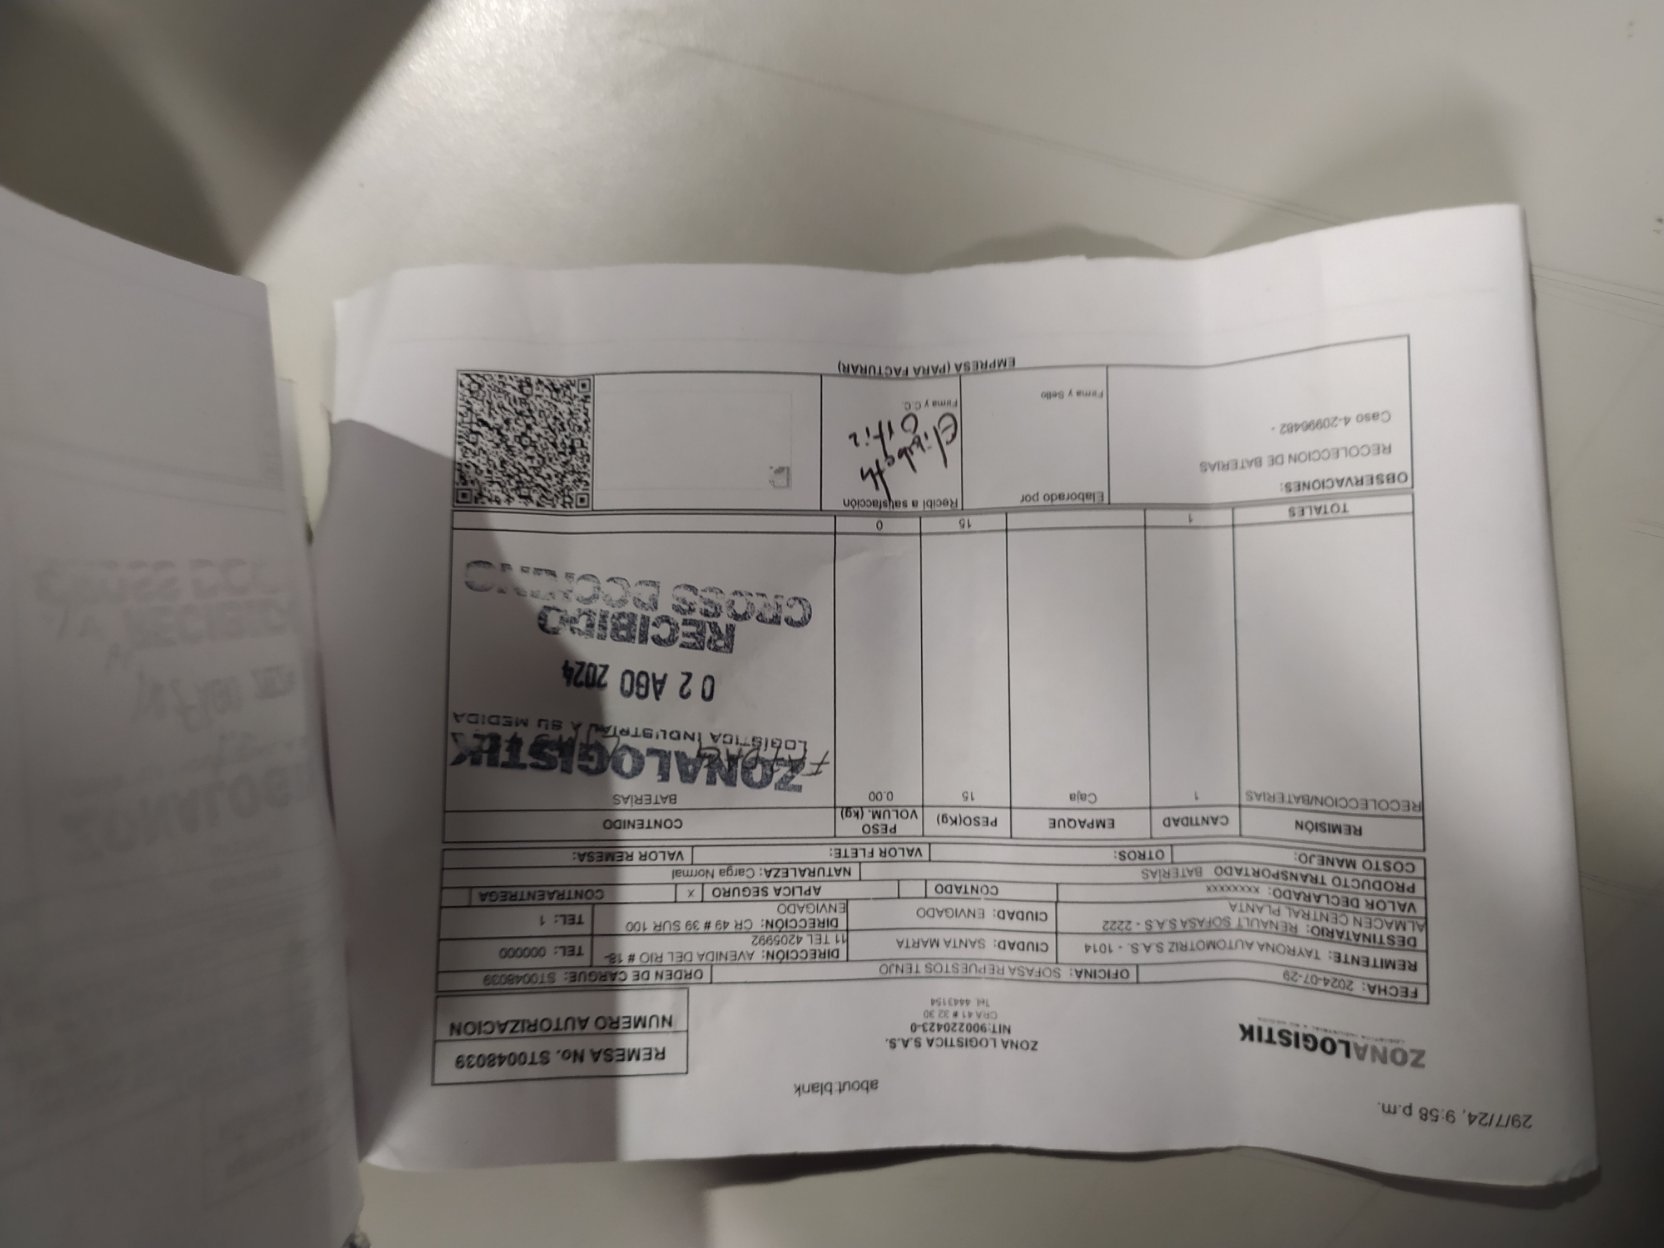 29/7/24, 9:58 p.m.
about:blank
ZONALOGISTIK
ZONA LOGISTICA S.A.S.
NIT:900220423-0
CRA 41 # 32 30
Tel: 4443154
REMESA No. ST0048039
NUMERO AUTORIZACION
FECHA: 2024-07-29 OFICINA: SOFASA REPUESTOS TENJO ORDEN DE CARGUE: ST0048039
REMITENTE: TAYRONA AUTOMOTRIZ S.A.S. - 1014 CIUDAD: SANTA MARTA DIRECCIÓN: AVENIDA DEL RIO # 18- TEL: 000000
11 TEL 4205992
DESTINATARIO: RENAULT SOFASA S.A.S - 2222 CIUDAD: ENVIGADO DIRECCIÓN: CR 49 # 39 SUR 100 TEL: 1
ALMACEN CENTRAL PLANTA ENVIGADO
VALOR DECLARADO: xxxxxxxx CONTADO APLICA SEGURO X CONTRAENTREGA
PRODUCTO TRANSPORTADO BATERIAS NATURALEZA: Carga Normal
COSTO MANEJO: OTROS: VALOR FLETE: VALOR REMESA:
REMISIÓN CANTIDAD EMPAQUE PESO(Kg) PESO VOLUM. (kg) CONTENIDO
RECOLECCION/BATERIAS 1 Caja 15 0.00 BATERIAS
ZONALOGISTIK
LOGISTICA INDUSTRIAL A SU MEDIDA
02 AGO 2024
RECIBIDO
CROSS DOCKING
TOTALES 1 15 0
OBSERVACIONES:
RECOLECCION DE BATERIAS
Caso 4-20996482 -
Elaborado por
Firma y Sello
Recibí a satisfacción
Elizabeth
Ortiz
Firma y C.C.
EMPRESA (PARA FACTURAR)